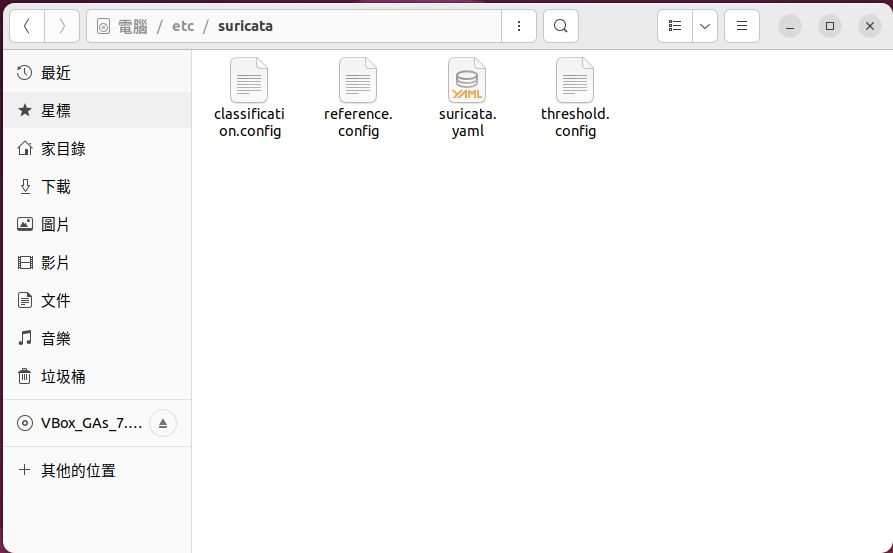 電腦 / etc / suricata
最近
星標
家目錄
下載
圖片
影片
文件
音樂
垃圾桶
VBox_GAs_7.…
其他的位置
classificati
on.config
reference.
config
YAML
suricata.
yaml
threshold.
config